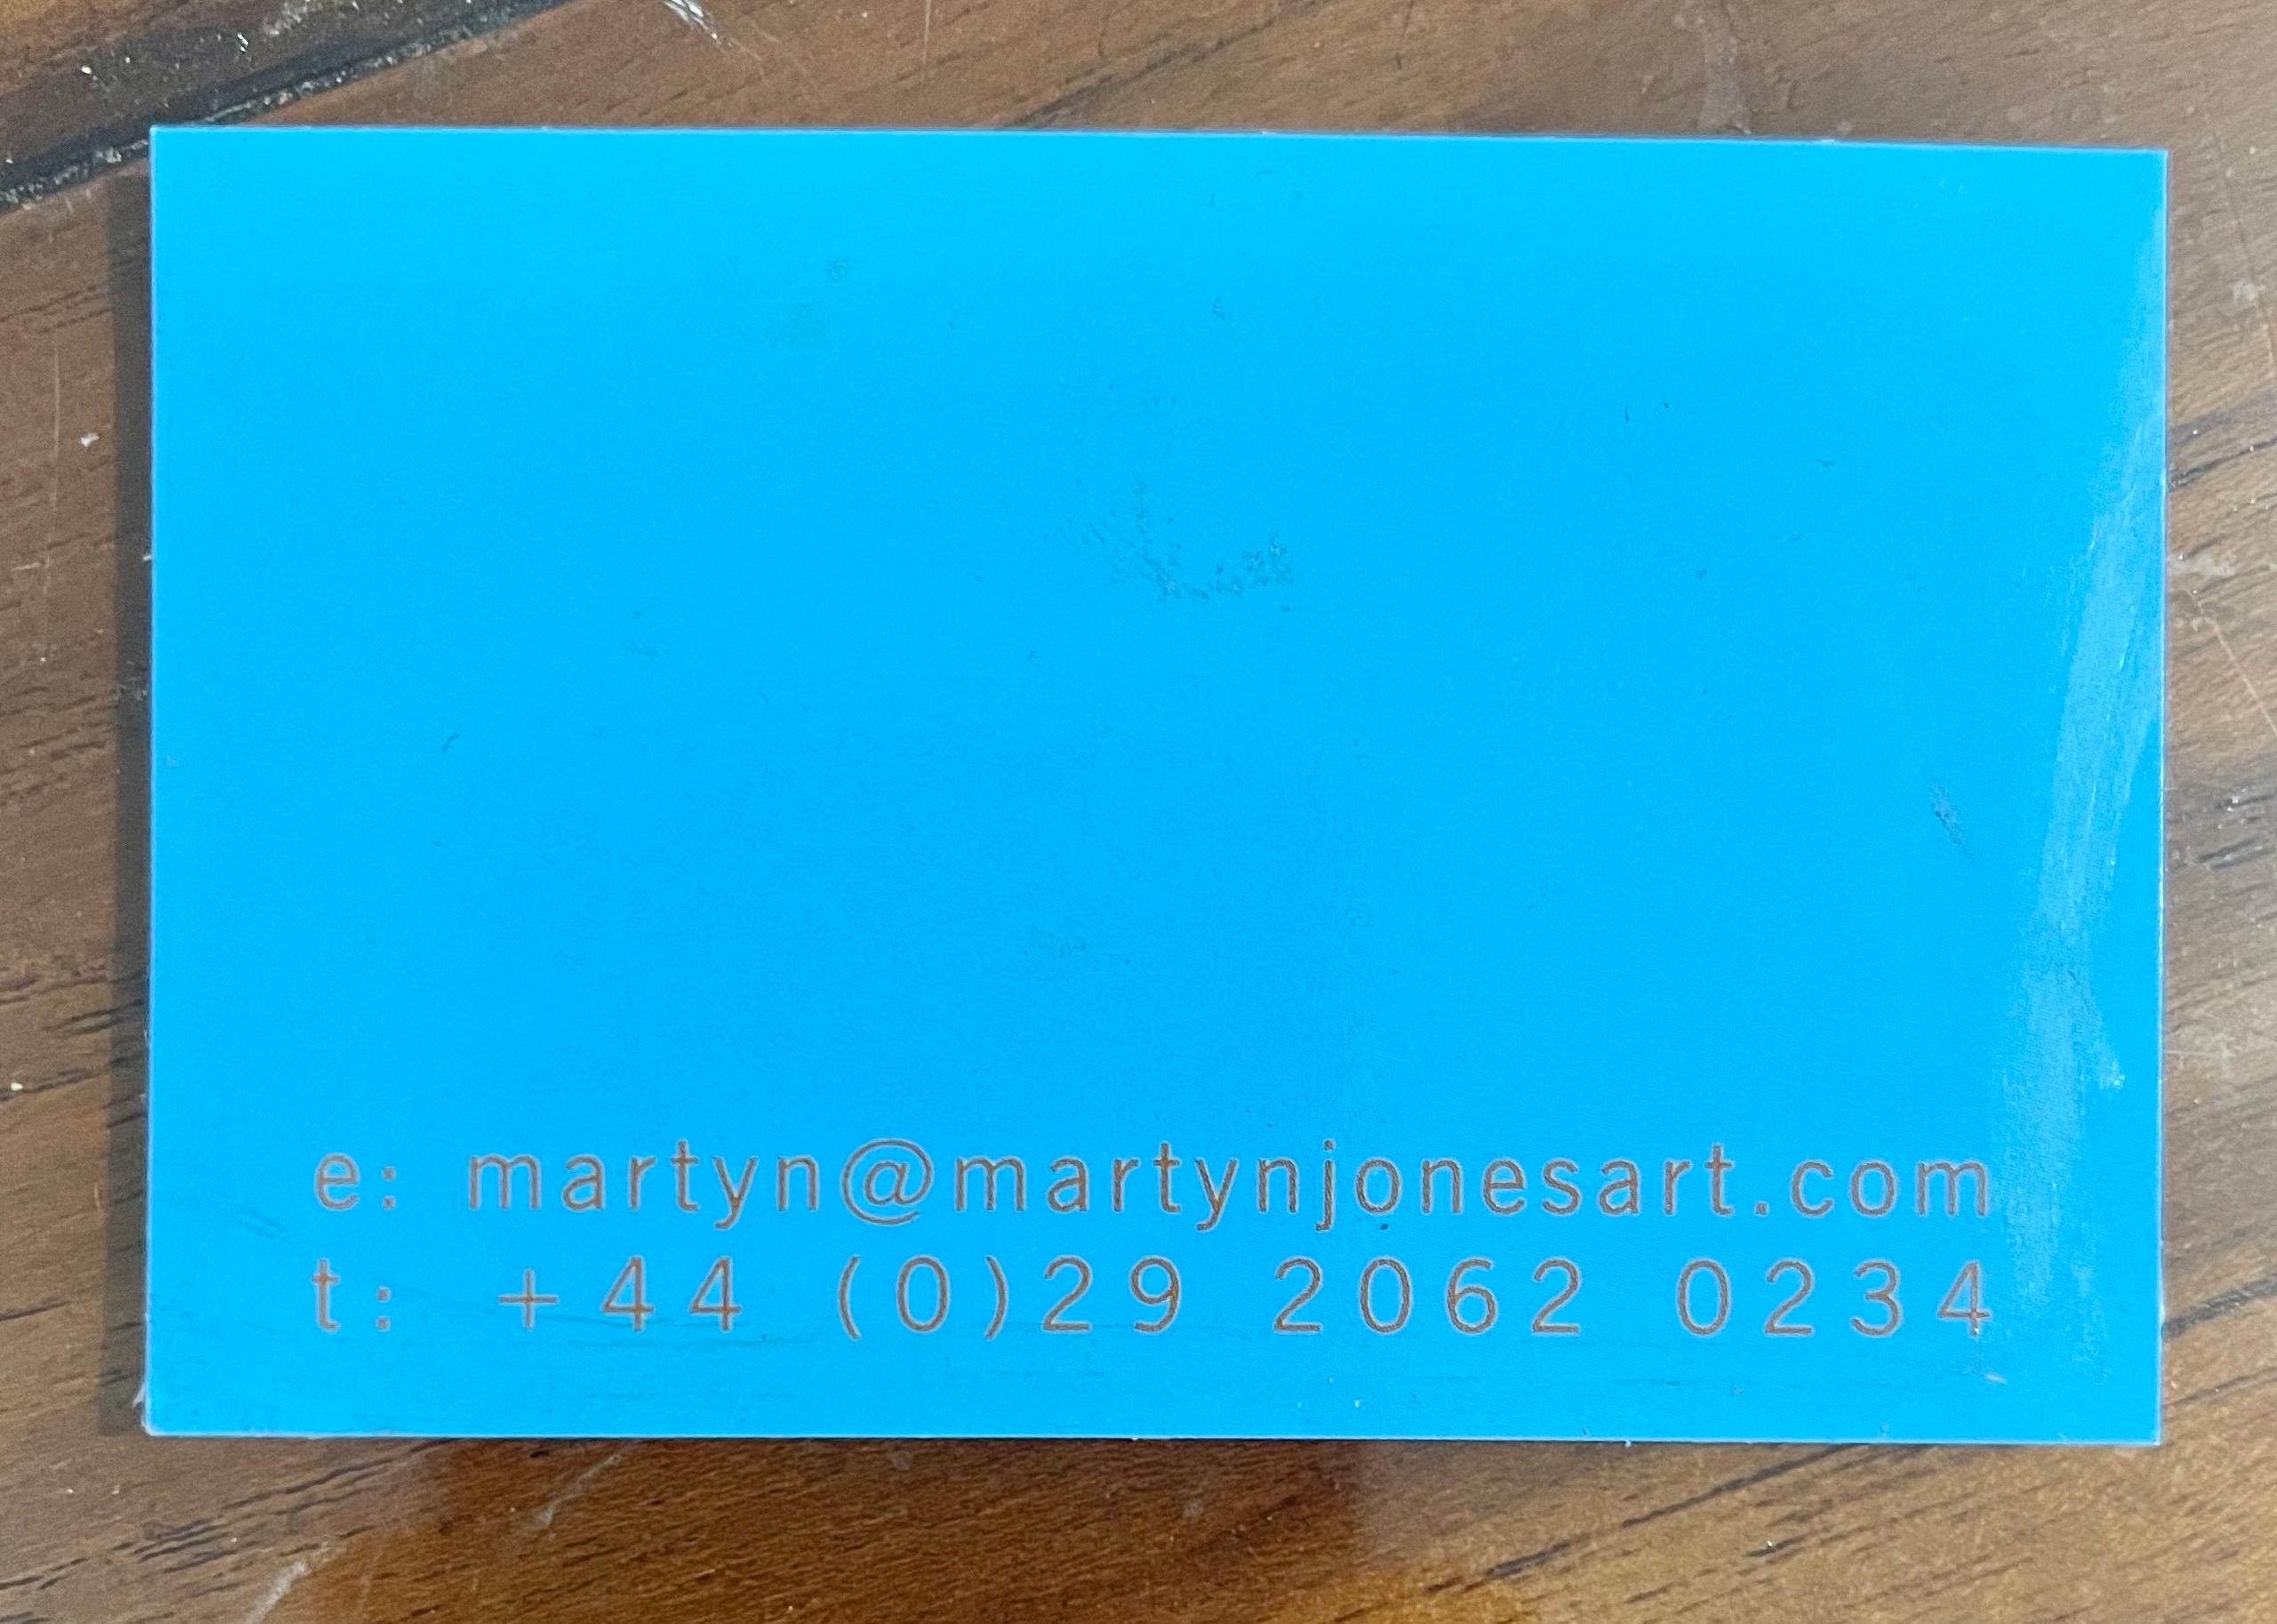 e: martyn@martynjonesart.com
t: +44 (0)29 2062 0234